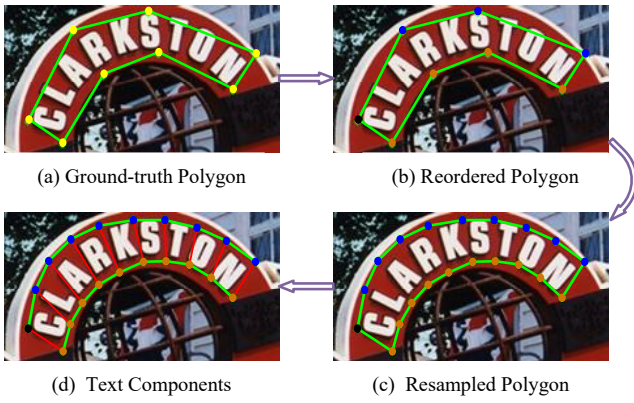 CLARKSTON
CLARKSTON
(a) Ground-truth Polygon
(b) Reordered Polygon
CLARKSTON
CLARKSTON
(d) Text Components
(c) Resampled Polygon